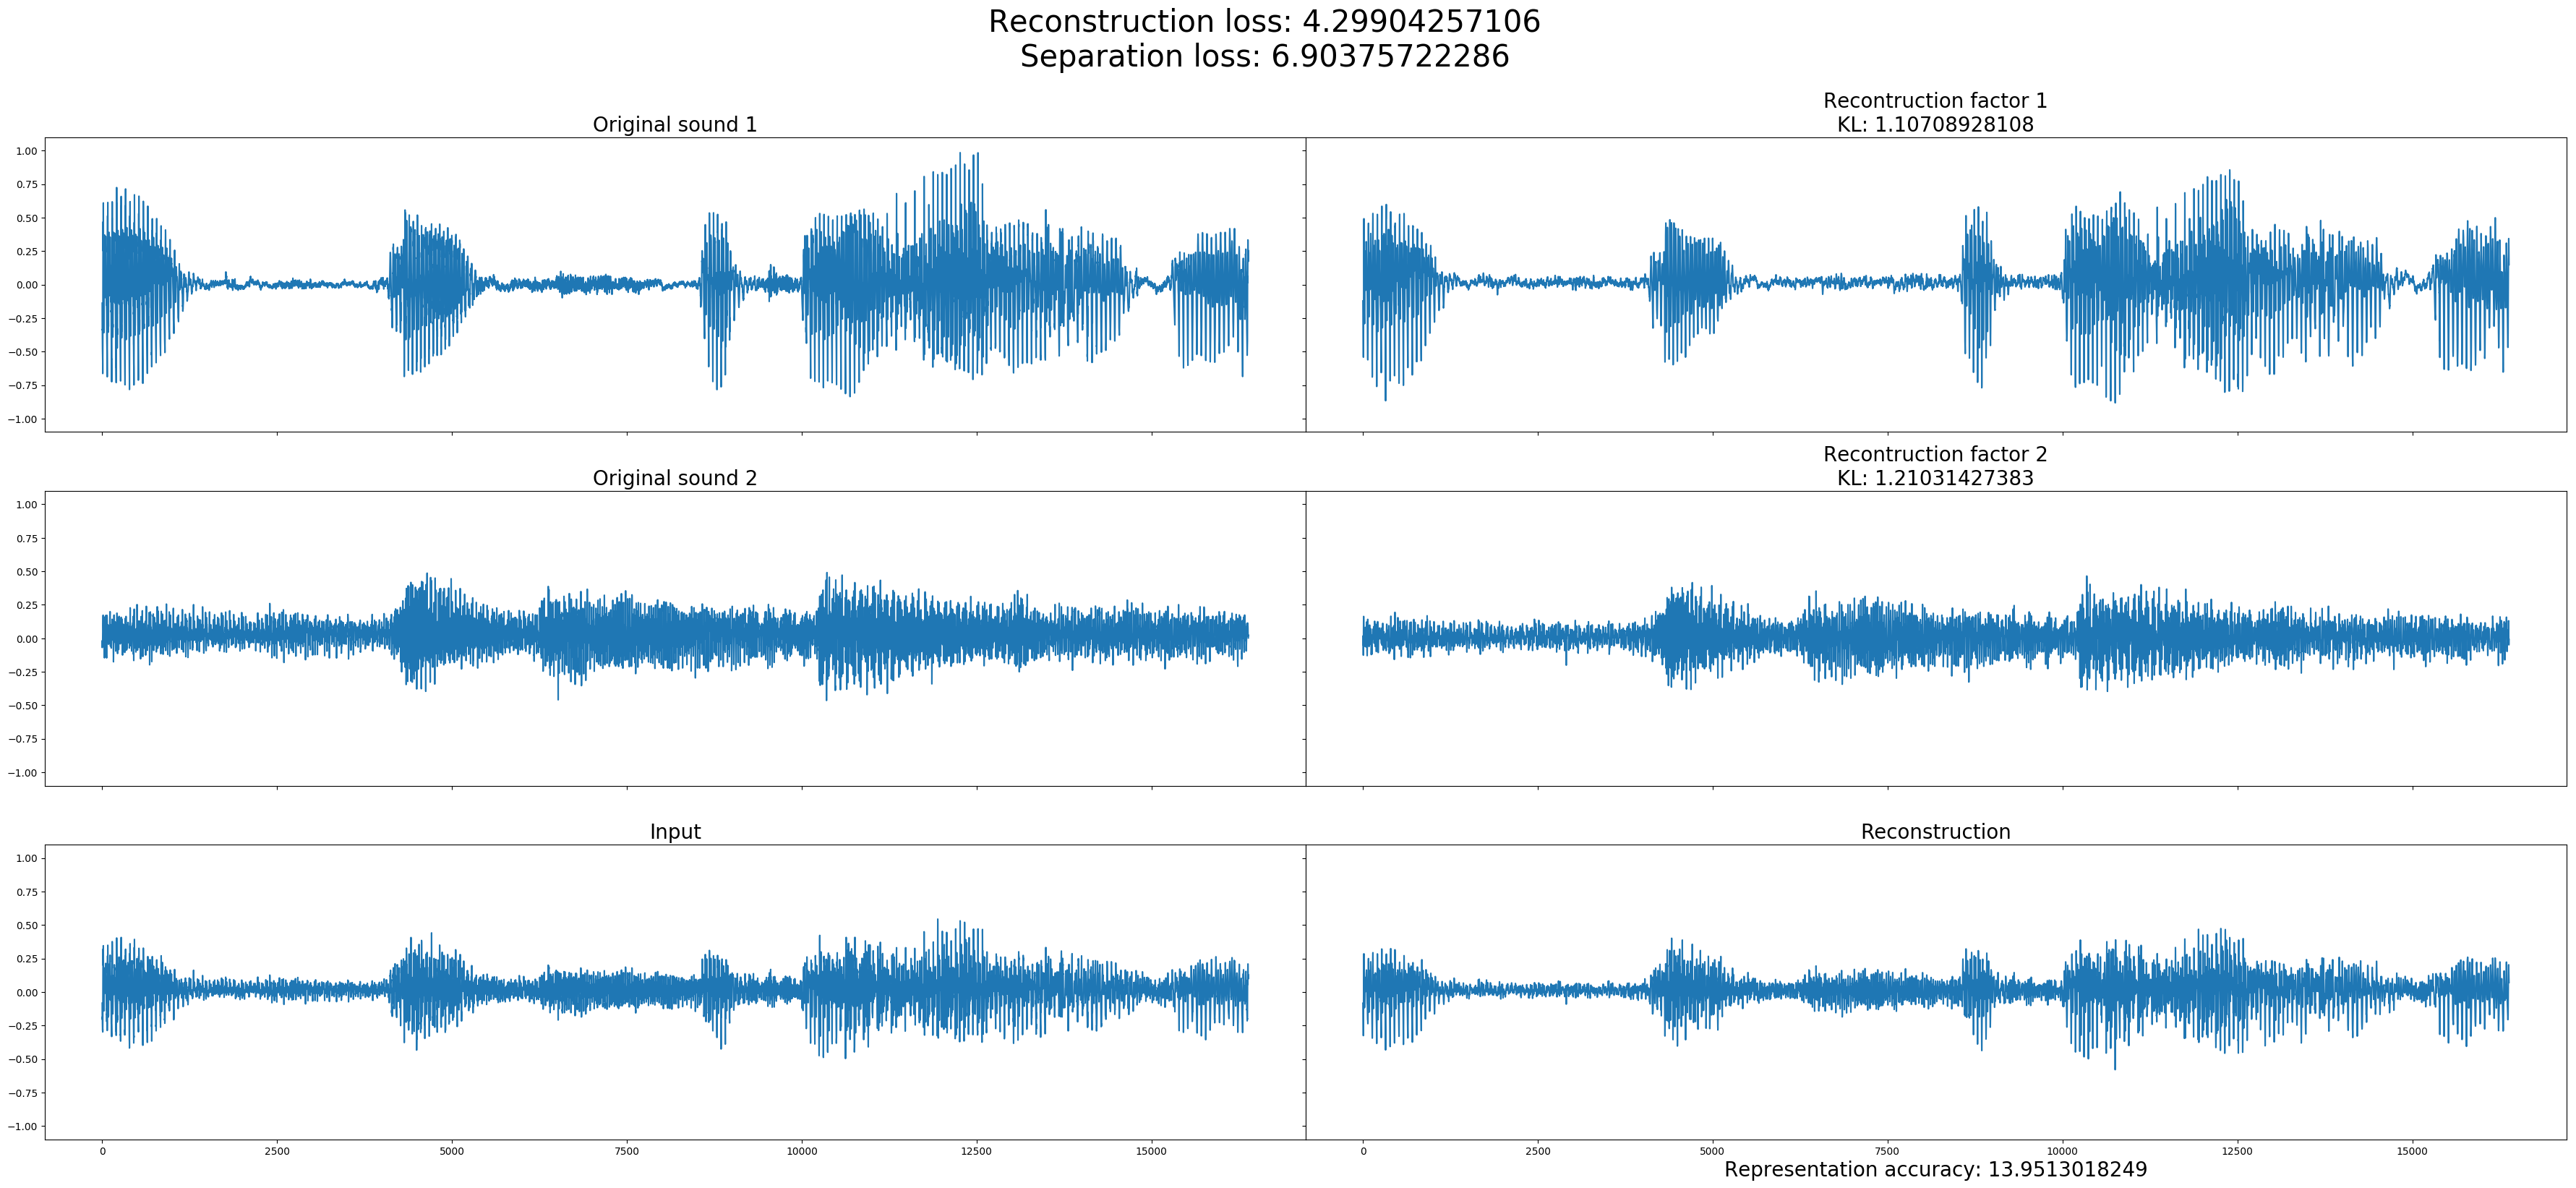 Reconstruction loss: 4.29904257106
Separation loss: 6.90375722286
Original sound 1
Recontruction factor 1
KL: 1.10708928108
1.00
0.75
0.50
0.25
0.00
−0.25
−0.50
−0.75
−1.00
Original sound 2
Recontruction factor 2
KL: 1.21031427383
1.00
0.75
0.50
0.25
0.00
−0.25
−0.50
−0.75
−1.00
Input
Reconstruction
1.00
0.75
0.50
0.25
0.00
−0.25
−0.50
−0.75
−1.00
0 2500 5000 7500 10000 12500 15000
0 2500 5000 7500 10000 12500 15000
Representation accuracy: 13.9513018249